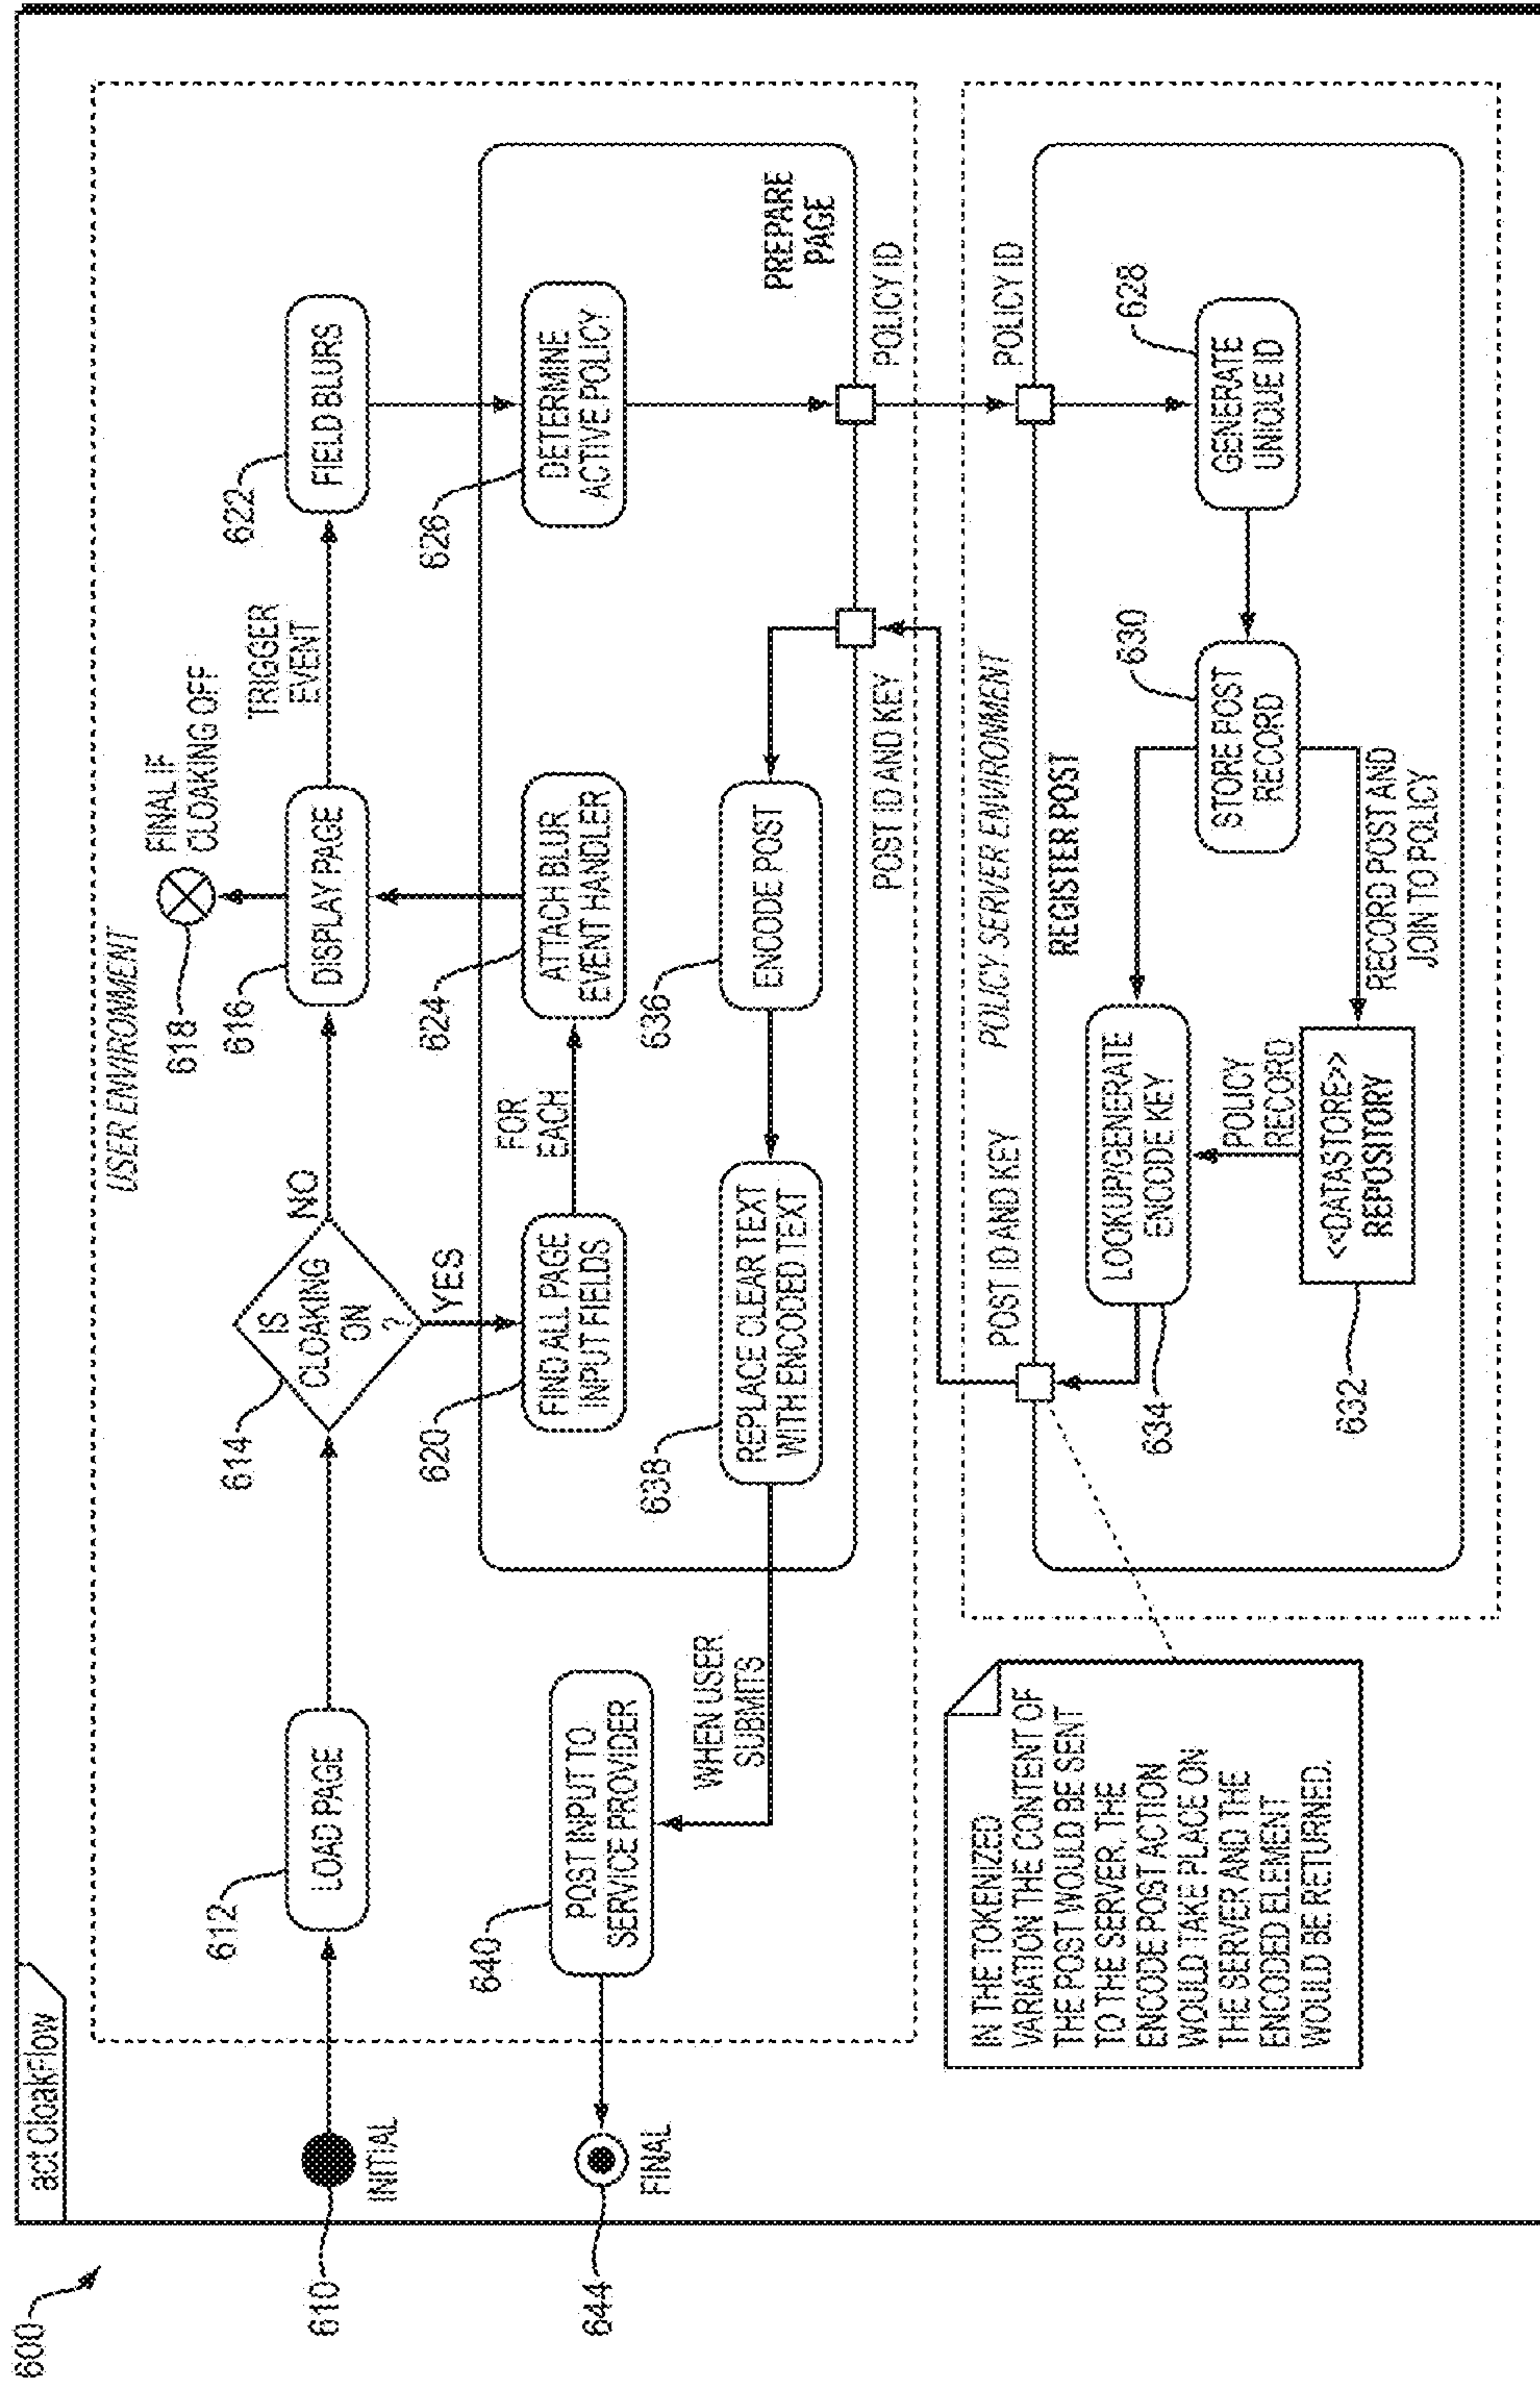 600
act CloakFlow
USER ENVIRONMENT
610
INITIAL
612
LOAD PAGE
614
IS
CLOAKING
ON
?
NO
YES
616
DISPLAY PAGE
618
FINAL IF
CLOAKING OFF
TRIGGER
EVENT
622
FIELD BLURS
620
FIND ALL PAGE
INPUT FIELDS
FOR
EACH
624
ATTACH BLUR
EVENT HANDLER
626
DETERMINE
ACTIVE POLICY
PREPARE
PAGE
644
FINAL
640
POST INPUT TO
SERVICE PROVIDER
WHEN USER
SUBMITS
638
REPLACE CLEAR TEXT
WITH ENCODED TEXT
636
ENCODE POST
POST ID AND KEY
POLICY ID
POLICY SERVER ENVIRONMENT
POST ID AND KEY
POLICY ID
REGISTER POST
634
LOOKUP/GENERATE
ENCODE KEY
630
STORE POST
RECORD
628
GENERATE
UNIQUE ID
POLICY
RECORD
632
<<DATASTORE>>
REPOSITORY
RECORD POST AND
JOIN TO POLICY
IN THE TOKENIZED
VARIATION THE CONTENT OF
THE POST WOULD BE SENT
TO THE SERVER. THE
ENCODE POST ACTION
WOULD TAKE PLACE ON
THE SERVER AND THE
ENCODED ELEMENT
WOULD BE RETURNED.